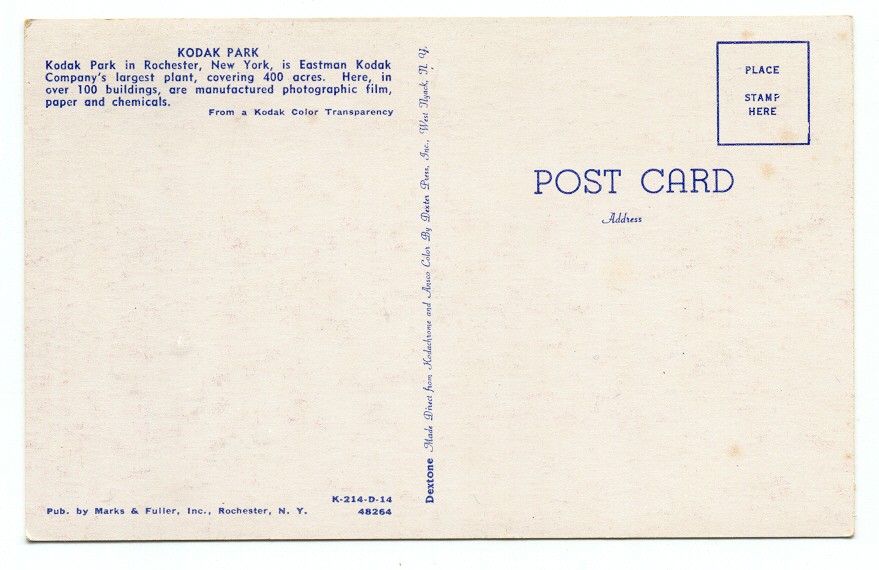 KODAK PARK
Kodak Park in Rochester, New York, is Eastman Kodak
Company's largest plant, covering 400 acres. Here, in
over 100 buildings, are manufactured photographic film,
paper and chemicals.
From a Kodak Color Transparency
K-214-D-14
Pub. by Marks & Fuller, Inc., Rochester, N. Y. 48264
Dextone Made Direct from Kodachrome and Ansco Color By Dexter Press, Inc., West Nyack, N. Y.
PLACE
STAMP
HERE
POST CARD
Address